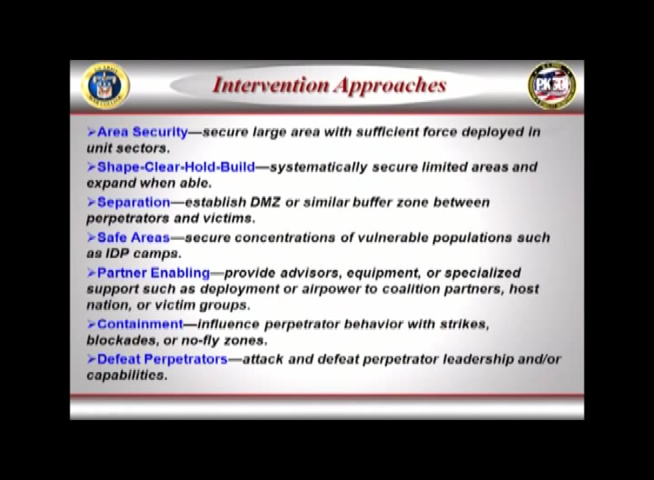 Intervention Approaches
PKSOI
➢Area Security—secure large area with sufficient force deployed in
unit sectors.
➢Shape-Clear-Hold-Build—systematically secure limited areas and
expand when able.
➢Separation—establish DMZ or similar buffer zone between
perpetrators and victims.
➢Safe Areas—secure concentrations of vulnerable populations such
as IDP camps.
➢Partner Enabling—provide advisors, equipment, or specialized
support such as deployment or airpower to coalition partners, host
nation, or victim groups.
➢Containment—influence perpetrator behavior with strikes,
blockades, or no-fly zones.
➢Defeat Perpetrators—attack and defeat perpetrator leadership and/or
capabilities.